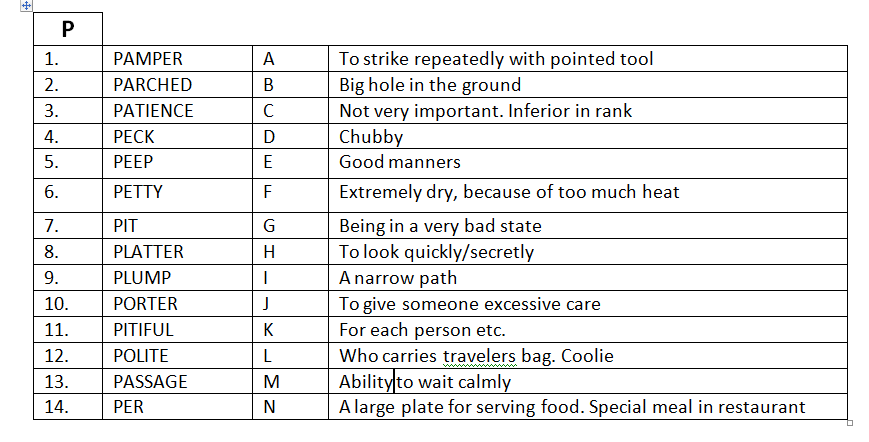 P
1. PAMPER A To strike repeatedly with pointed tool
2. PARCHED B Big hole in the ground
3. PATIENCE C Not very important. Inferior in rank
4. PECK D Chubby
5. PEEP E Good manners
6. PETTY F Extremely dry, because of too much heat
7. PIT G Being in a very bad state
8. PLATTER H To look quickly/secretly
9. PLUMP I A narrow path
10. PORTER J To give someone excessive care
11. PITIFUL K For each person etc.
12. POLITE L Who carries travelers bag. Coolie
13. PASSAGE M Ability to wait calmly
14. PER N A large plate for serving food. Special meal in restaurant